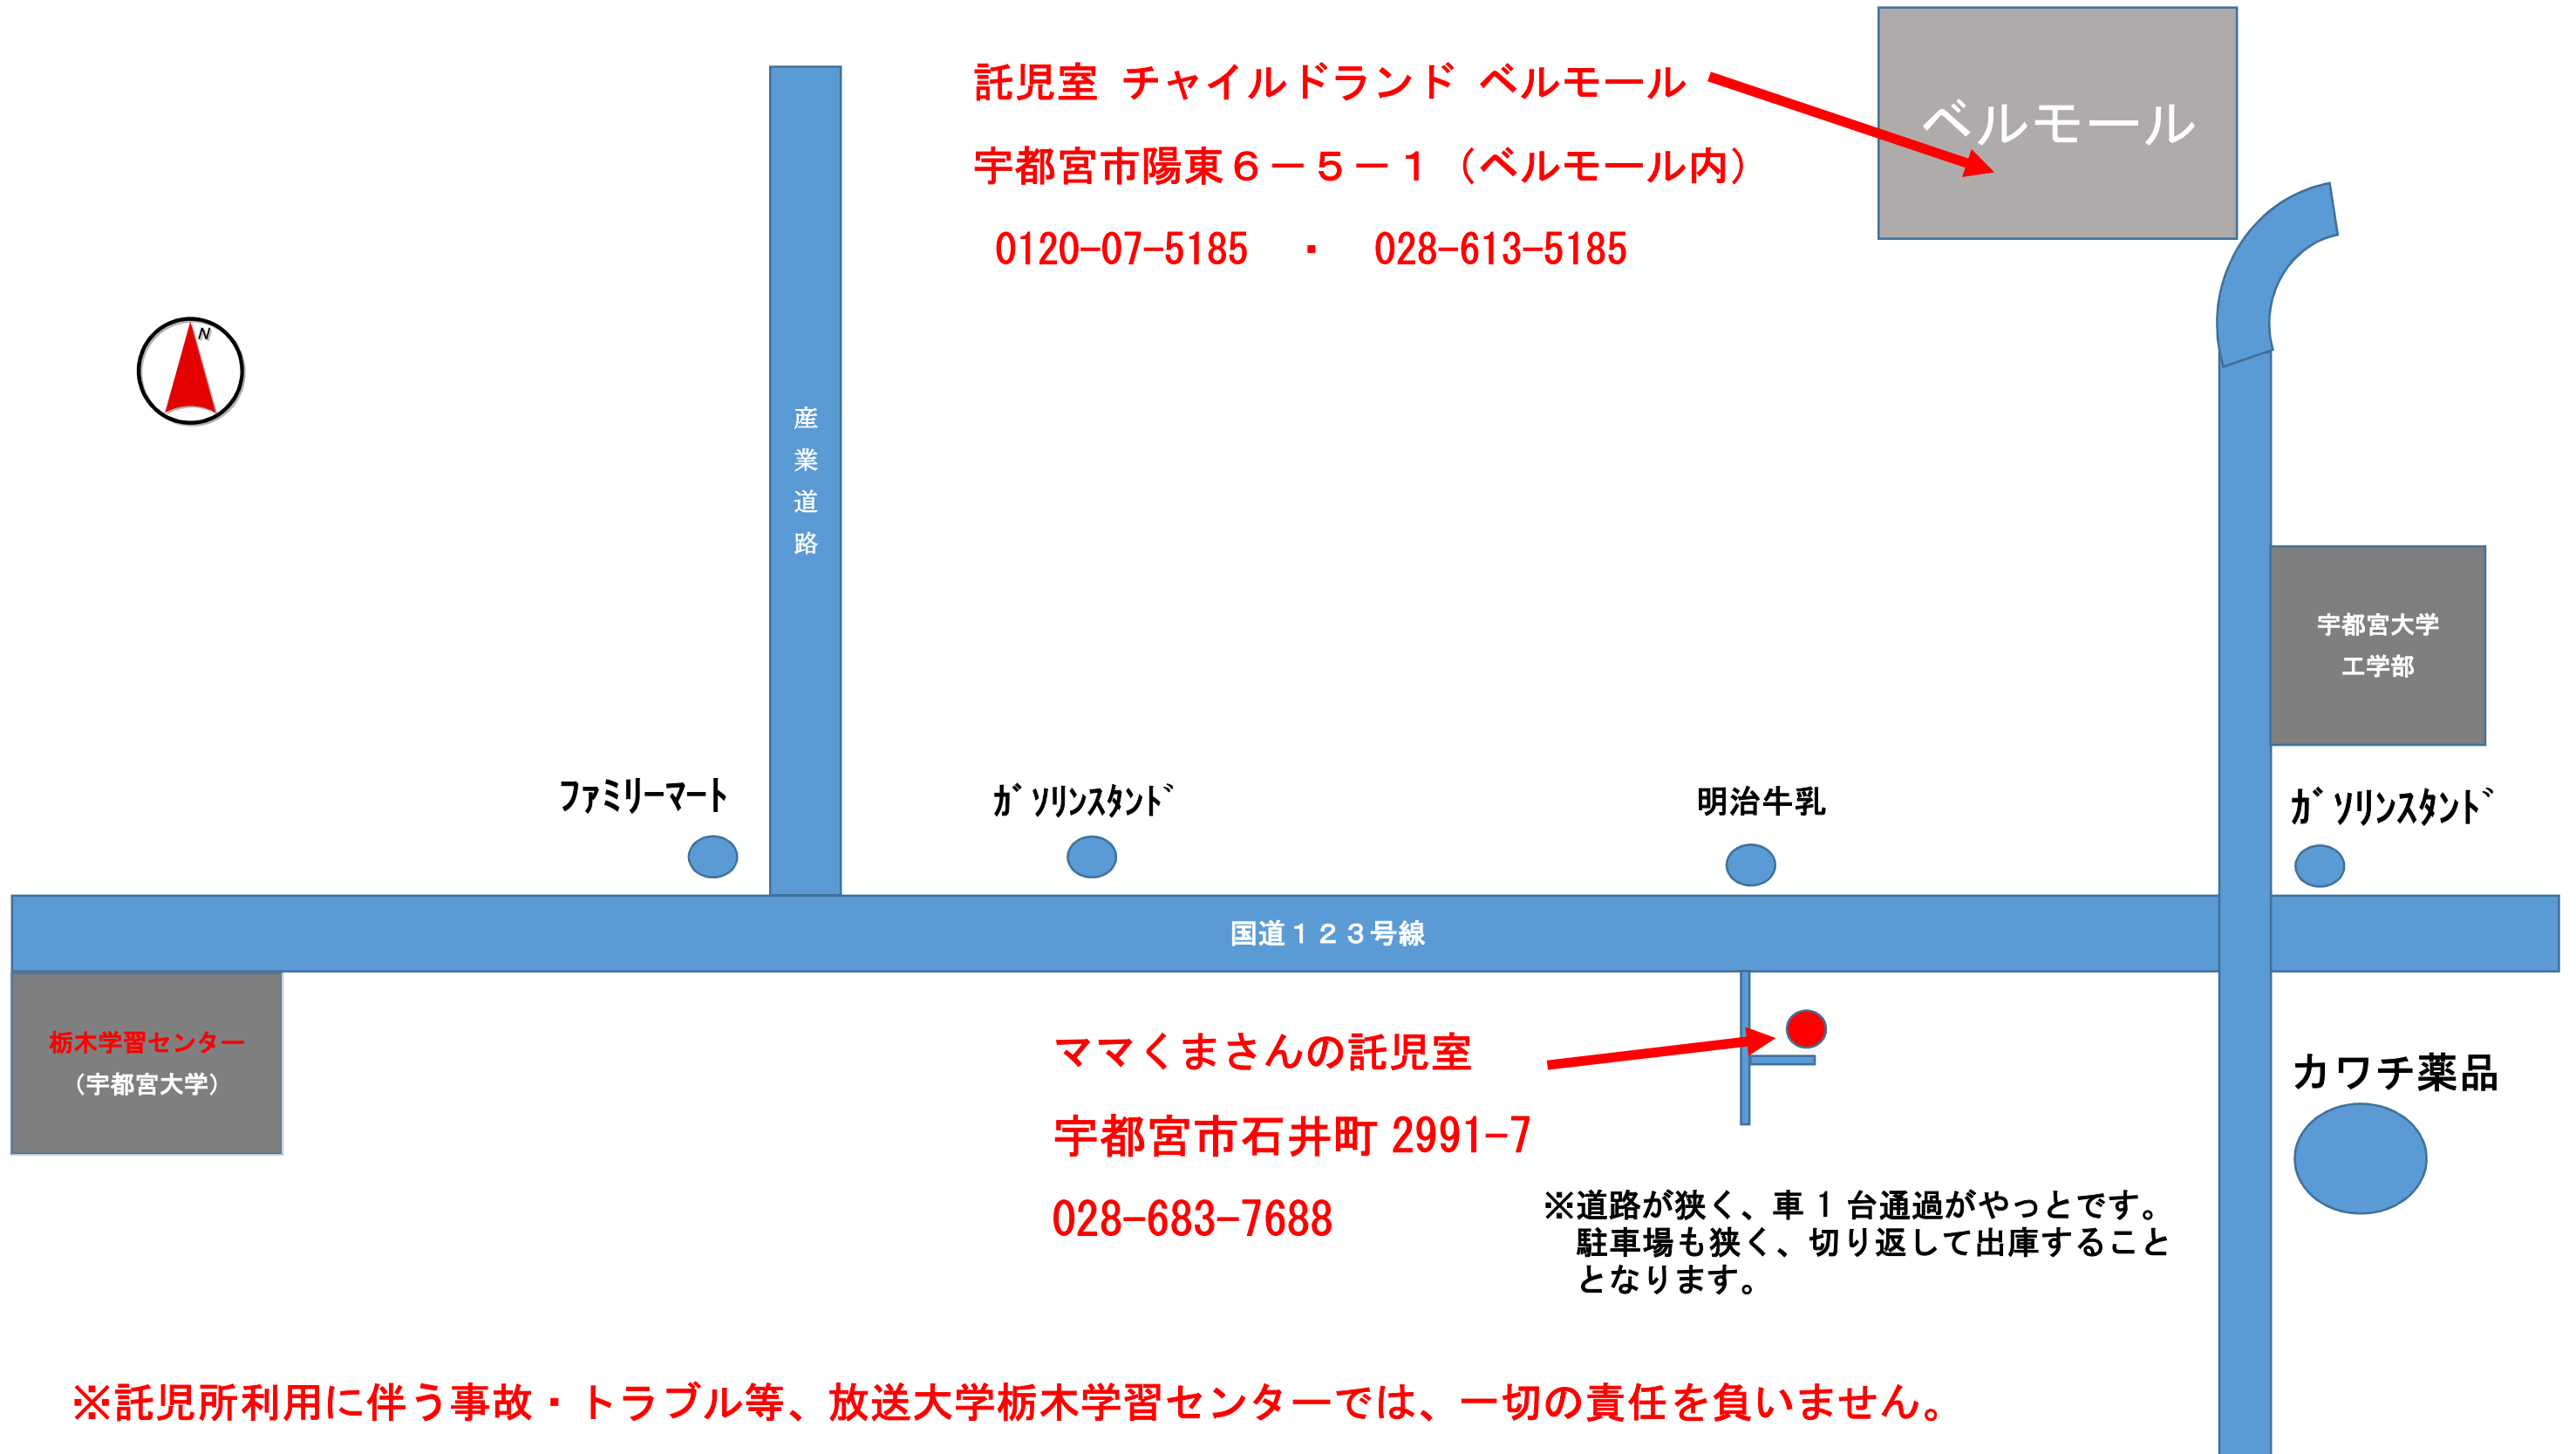 託児室 チャイルドランド ベルモール
宇都宮市陽東６－５－１（ベルモール内）
0120-07-5185 ・ 028-613-5185
ベルモール
N
産業道路
宇都宮大学
工学部
ファミリーマート
ｶﾞｿﾘﾝｽﾀﾝﾄﾞ
明治牛乳
ｶﾞｿﾘﾝｽﾀﾝﾄﾞ
国道１２３号線
栃木学習センター
（宇都宮大学）
ママくまさんの託児室
宇都宮市石井町 2991-7
028-683-7688
カワチ薬品
※道路が狭く、車１台通過がやっとです。
駐車場も狭く、切り返して出庫すること
となります。
※託児所利用に伴う事故・トラブル等、放送大学栃木学習センターでは、一切の責任を負いません。